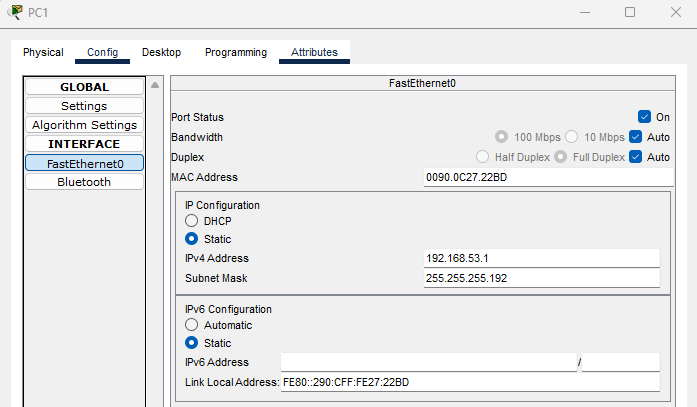 PC1
Physical Config Desktop Programming Attributes
GLOBAL
Settings
Algorithm Settings
INTERFACE
FastEthernet0
Bluetooth
FastEthernet0
Port Status On
Bandwidth 100 Mbps 10 Mbps Auto
Duplex Half Duplex Full Duplex Auto
MAC Address 0090.0C27.22BD
IP Configuration
DHCP
Static
IPv4 Address 192.168.53.1
Subnet Mask 255.255.255.192
IPv6 Configuration
Automatic
Static
IPv6 Address /
Link Local Address: FE80::290:CFF:FE27:22BD